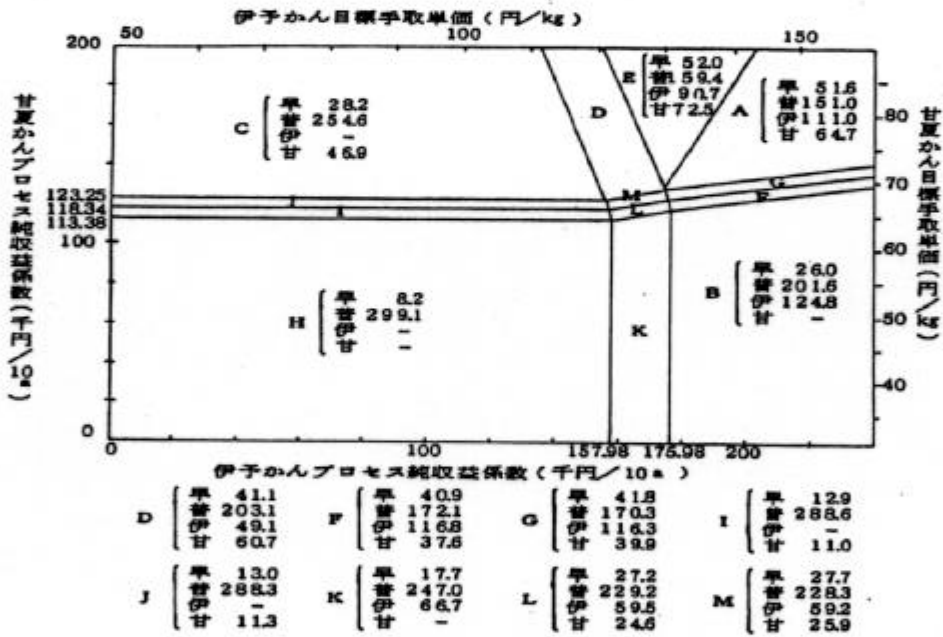 伊予かん目標手取単価(円/kg)
50 100 150
200
甘夏かんプロセス純収益係数(千円/10a)
123.25
118.34
113.38
100
0
甘夏かん目標手取単価(円/kg)
80
70
60
50
40
C
早 28.2
普 254.6
伊 -
甘 46.9
D
E
早 52.0
普 159.4
伊 90.7
甘 72.5
A
早 51.6
普 151.0
伊 111.0
甘 64.7
J
I
M
L
G
F
H
早 8.2
普 299.1
伊 -
甘 -
K
B
早 26.0
普 201.6
伊 124.8
甘 -
0 100 157.98 175.98 200
伊予かんプロセス純収益係数(千円/10a)
D
早 41.1
普 203.1
伊 49.1
甘 60.7
F
早 40.9
普 172.1
伊 116.8
甘 37.6
G
早 41.8
普 170.3
伊 116.3
甘 39.9
I
早 12.9
普 288.6
伊 -
甘 11.0
J
早 13.0
普 288.3
伊 -
甘 11.3
K
早 17.7
普 247.0
伊 66.7
甘 -
L
早 27.2
普 229.2
伊 59.5
甘 24.6
M
早 27.7
普 228.3
伊 59.2
甘 25.9